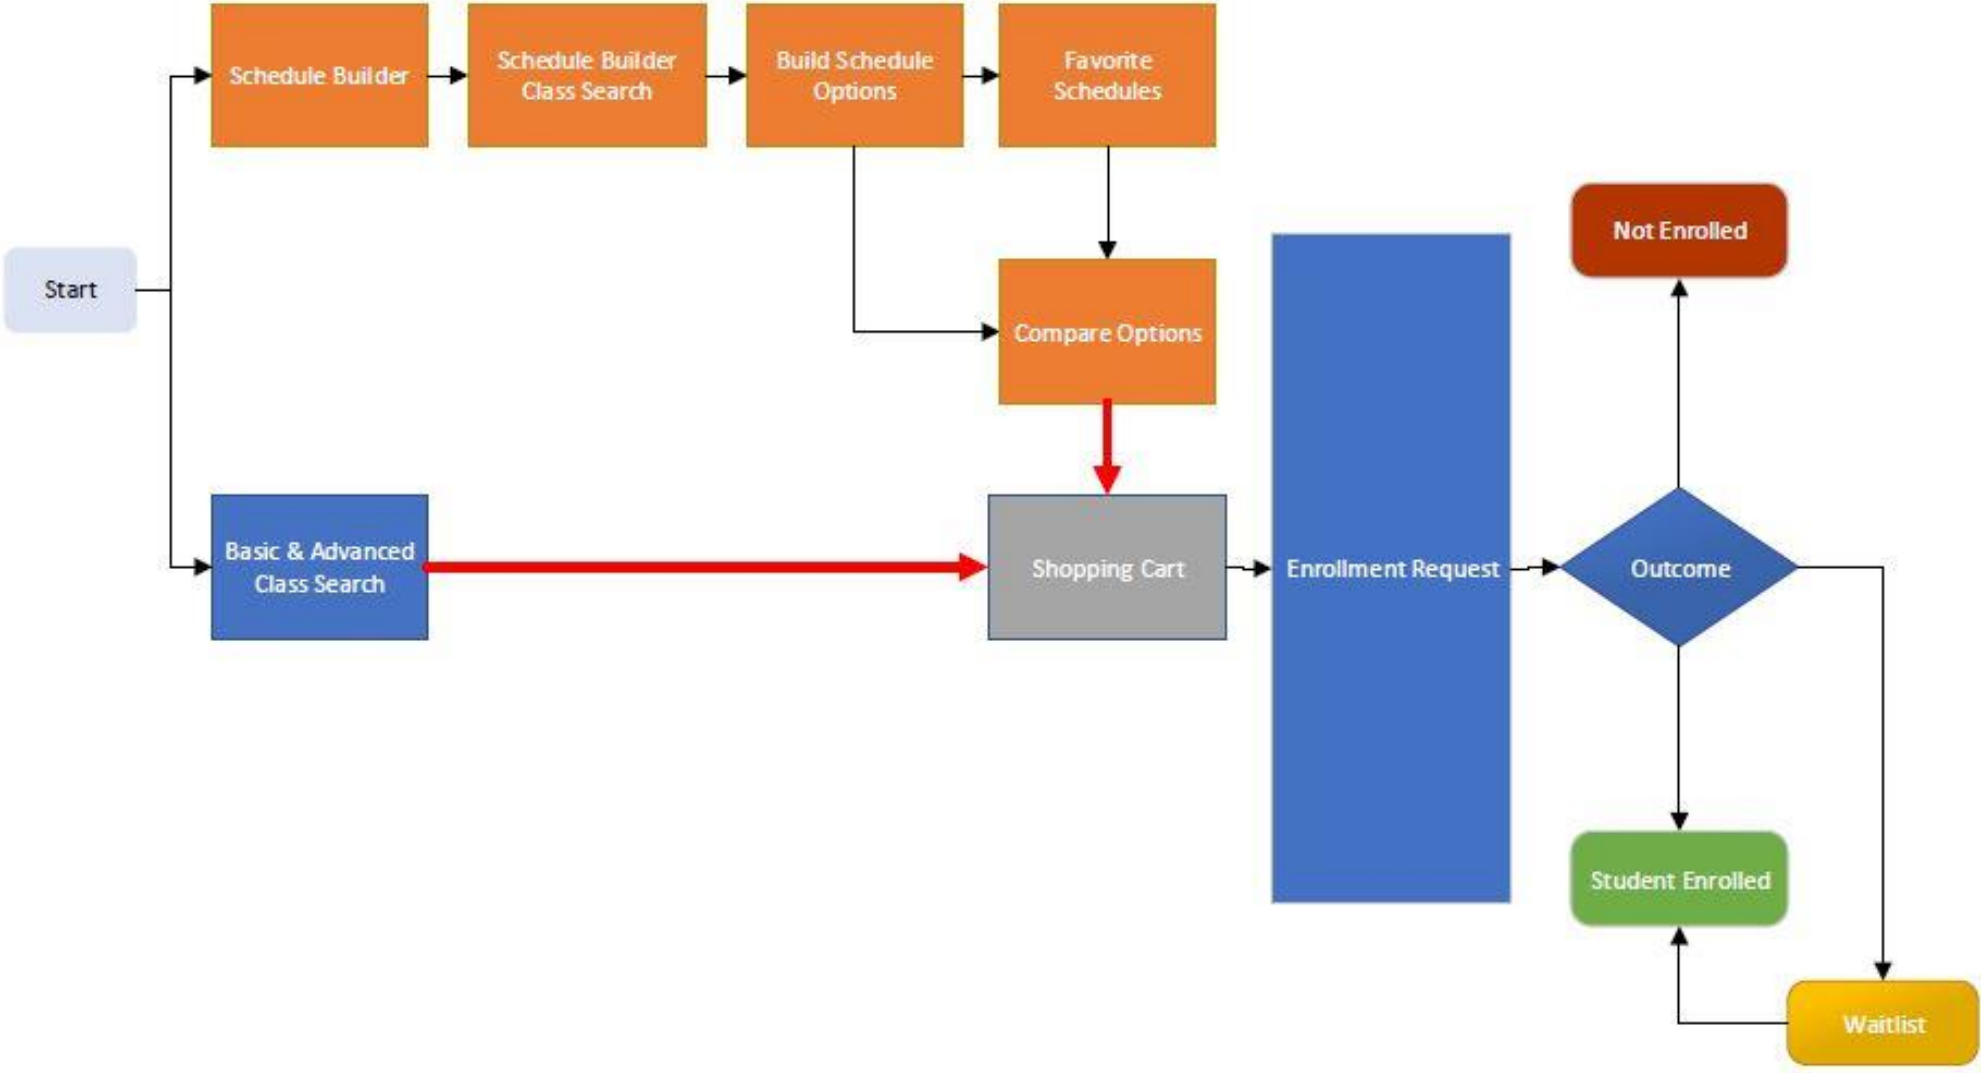 Schedule Builder
Schedule Builder
Class Search
Build Schedule
Options
Favorite
Schedules
Not Enrolled
Start
Compare Options
Basic & Advanced
Class Search
Shopping Cart
Enrollment Request
Outcome
Student Enrolled
Waitlist